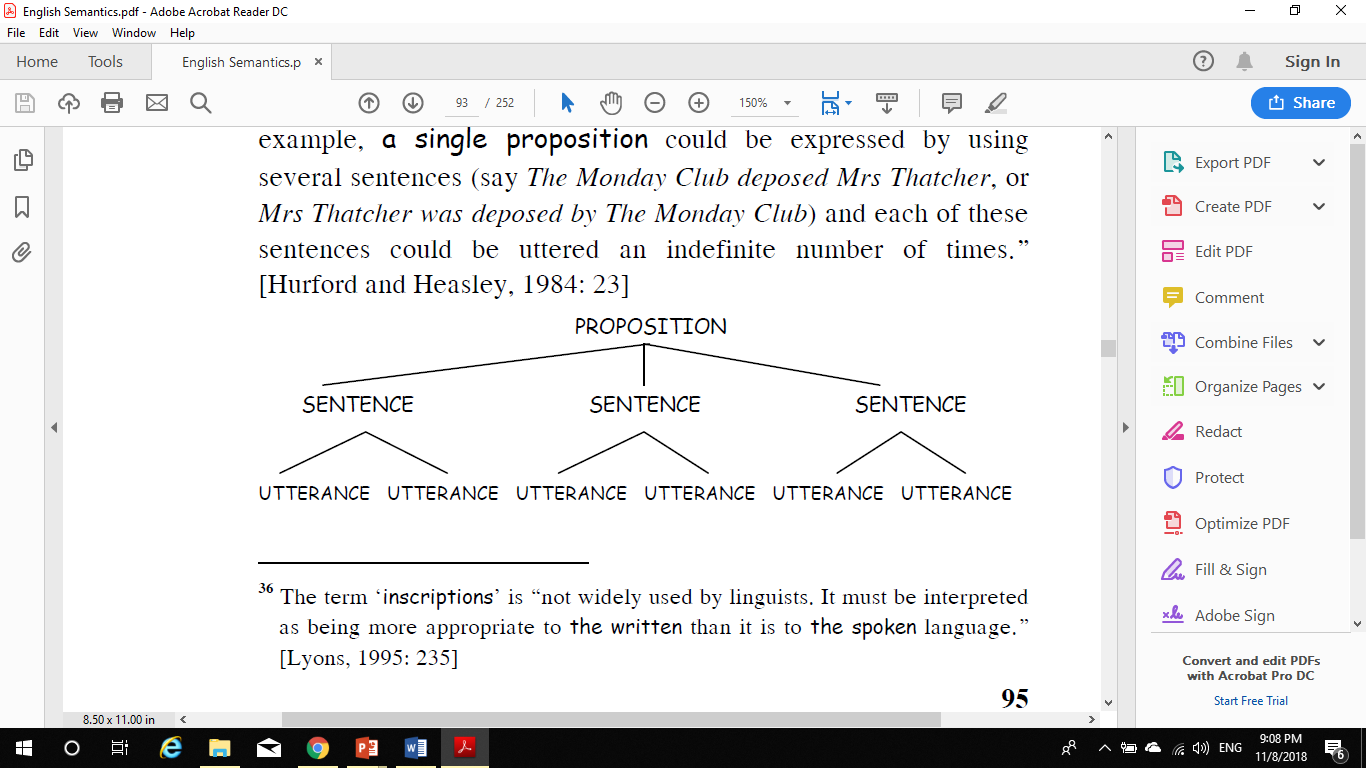 English Semantics.pdf - Adobe Acrobat Reader DC
File Edit View Window Help
Home Tools English Semantics.p × Sign In
93 / 252 150% Share
example, a single proposition could be expressed by using
several sentences (say The Monday Club deposed Mrs Thatcher, or
Mrs Thatcher was deposed by The Monday Club) and each of these
sentences could be uttered an indefinite number of times.”
[Hurford and Heasley, 1984: 23]
PROPOSITION
SENTENCE SENTENCE SENTENCE
UTTERANCE UTTERANCE UTTERANCE UTTERANCE UTTERANCE UTTERANCE
36 The term ‘inscriptions’ is “not widely used by linguists. It must be interpreted
as being more appropriate to the written than it is to the spoken language.”
[Lyons, 1995: 235]
95
8.50 x 11.00 in
Export PDF
Create PDF
Edit PDF
Comment
Combine Files
Organize Pages
Redact
Protect
Optimize PDF
Fill & Sign
Adobe Sign
Convert and edit PDFs
with Acrobat Pro DC
Start Free Trial
ENG 9:08 PM
11/8/2018 6